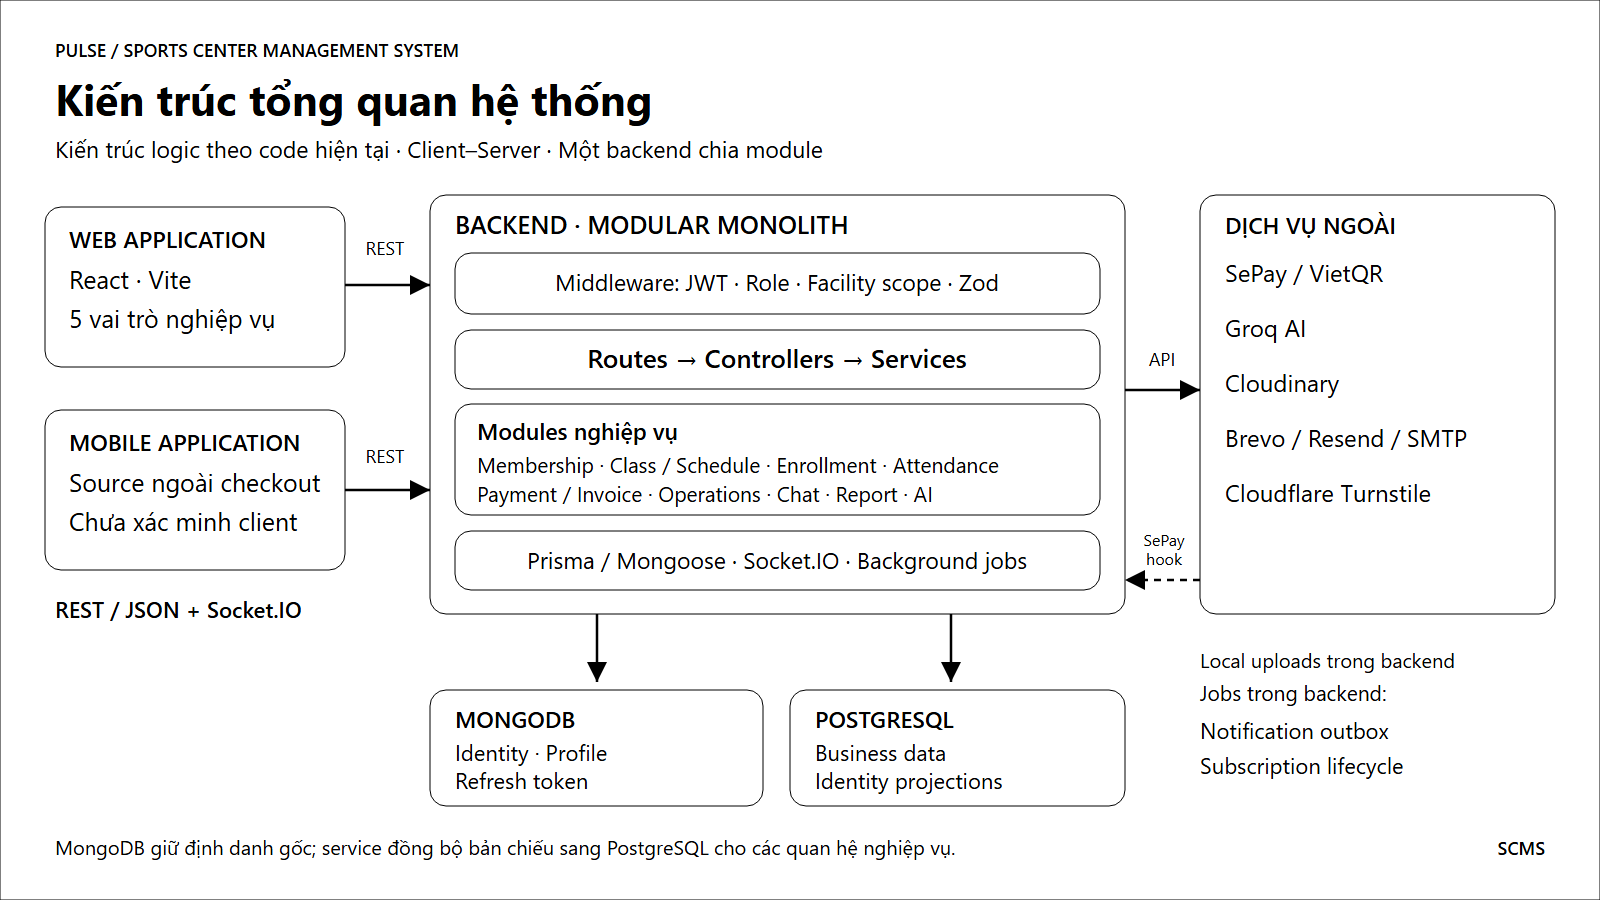 PULSE / SPORTS CENTER MANAGEMENT SYSTEM
Kiến trúc tổng quan hệ thống
Kiến trúc logic theo code hiện tại · Client–Server · Một backend chia module
WEB APPLICATION
React · Vite
5 vai trò nghiệp vụ
REST
MOBILE APPLICATION
Source ngoài checkout
Chưa xác minh client
REST
REST / JSON + Socket.IO
BACKEND · MODULAR MONOLITH
Middleware: JWT · Role · Facility scope · Zod
Routes → Controllers → Services
Modules nghiệp vụ
Membership · Class / Schedule · Enrollment · Attendance
Payment / Invoice · Operations · Chat · Report · AI
Prisma / Mongoose · Socket.IO · Background jobs
API
SePay
hook
DỊCH VỤ NGOÀI
SePay / VietQR
Groq AI
Cloudinary
Brevo / Resend / SMTP
Cloudflare Turnstile
MONGODB
Identity · Profile
Refresh token
POSTGRESQL
Business data
Identity projections
Local uploads trong backend
Jobs trong backend:
Notification outbox
Subscription lifecycle
MongoDB giữ định danh gốc; service đồng bộ bản chiếu sang PostgreSQL cho các quan hệ nghiệp vụ.
SCMS